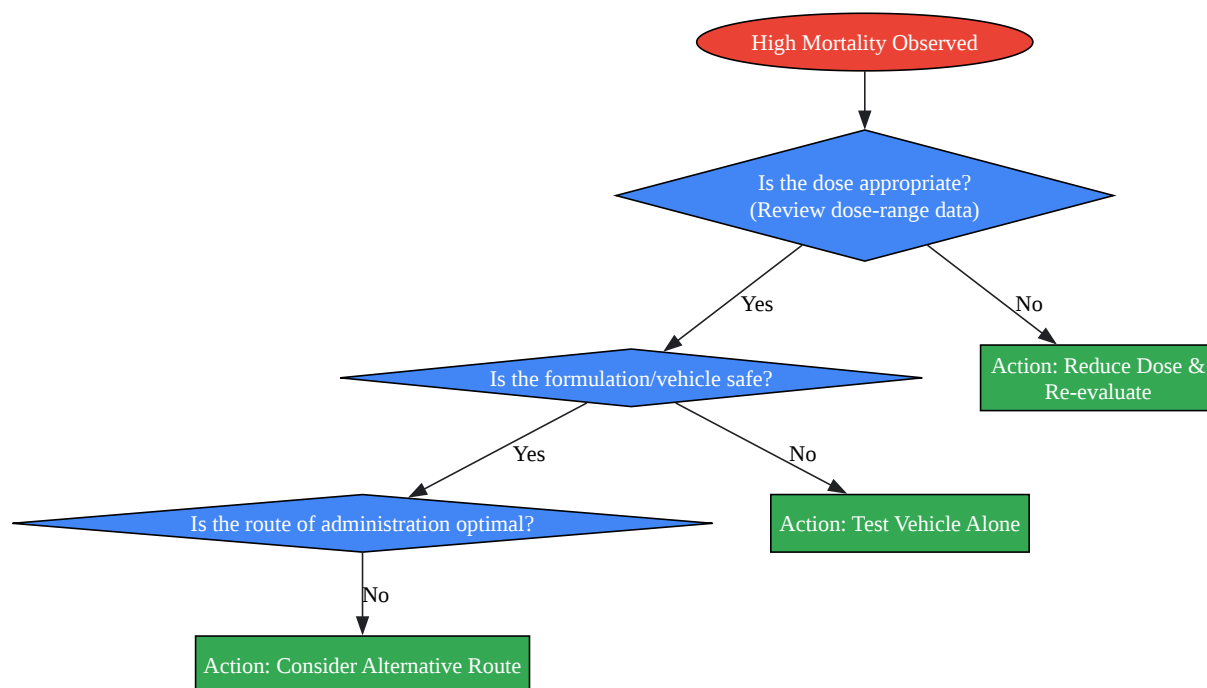 High Mortality Observed
Is the dose appropriate?
(Review dose-range data)
Yes
No
Action: Reduce Dose &
Re-evaluate
Is the formulation/vehicle safe?
Yes
No
Is the route of administration optimal?
Action: Test Vehicle Alone
No
Action: Consider Alternative Route